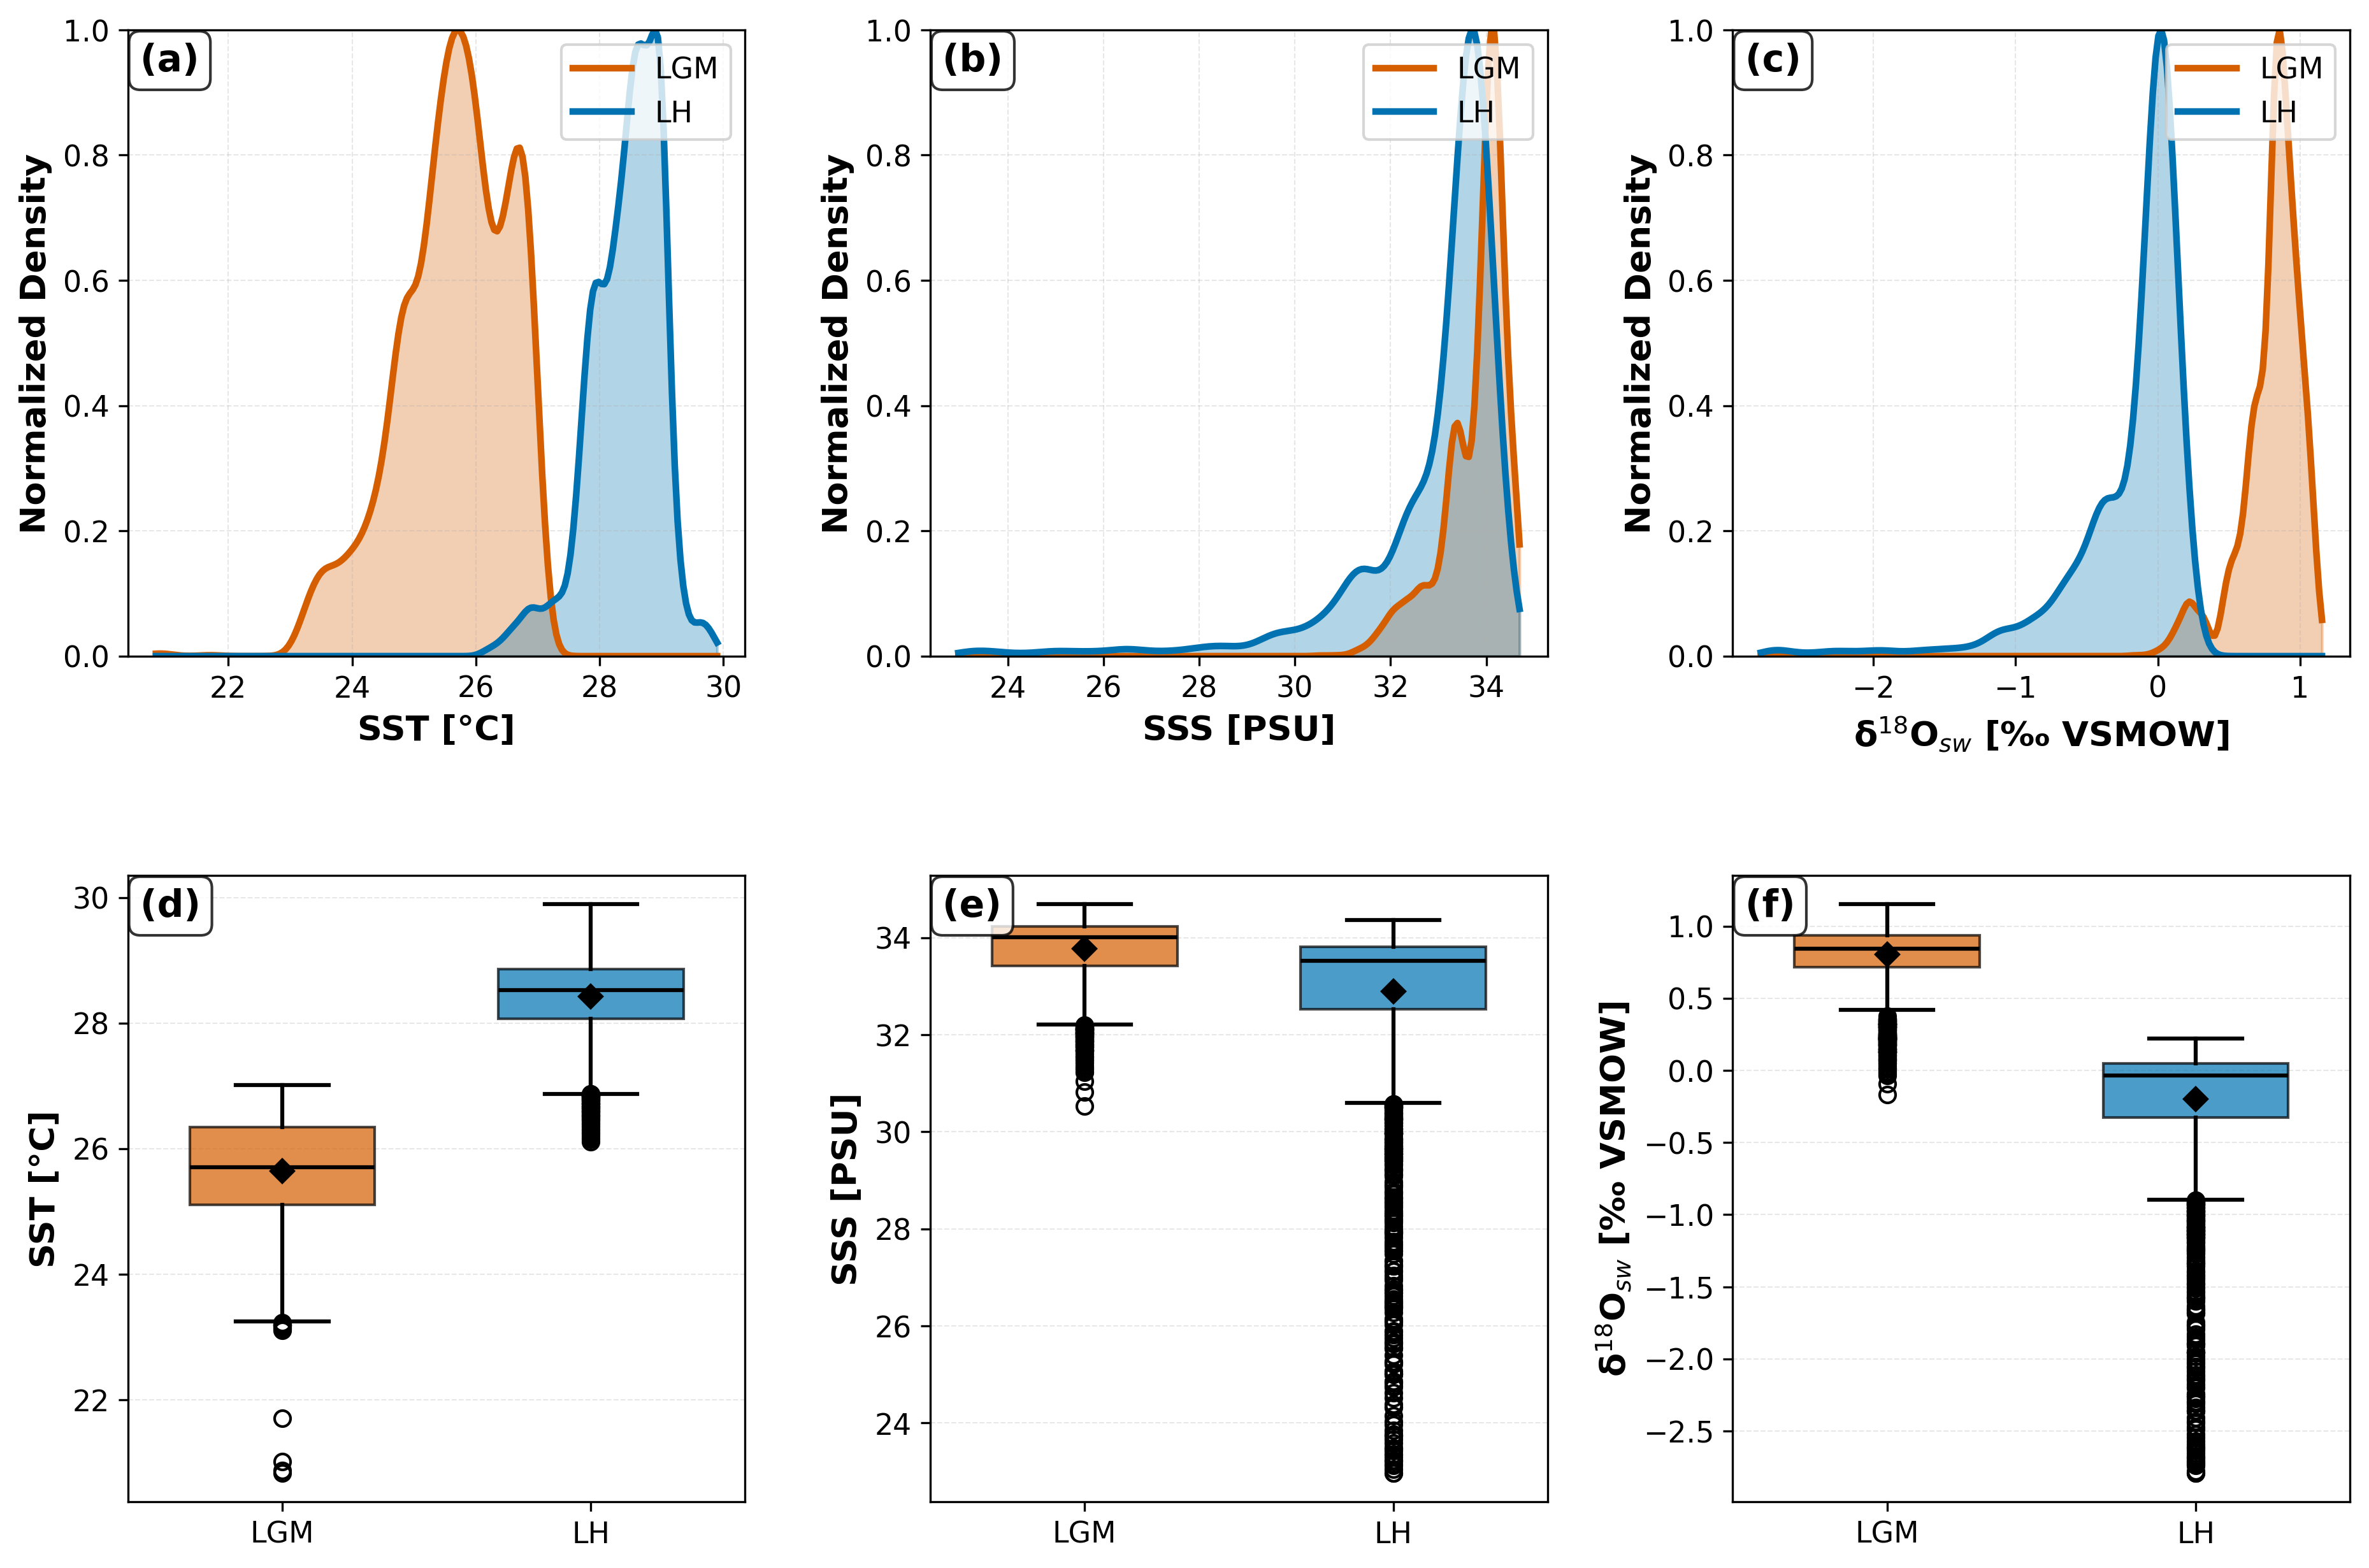 (a)
LGM
LH
1.0
0.8
0.6
0.4
0.2
0.0
Normalized Density
22 24 26 28 30
SST [°C]
(b)
LGM
LH
1.0
0.8
0.6
0.4
0.2
0.0
Normalized Density
24 26 28 30 32 34
SSS [PSU]
(c)
LGM
LH
1.0
0.8
0.6
0.4
0.2
0.0
Normalized Density
−2 −1 0 1
δ¹⁸O_sw [‰ VSMOW]
(d)
30
28
26
24
22
SST [°C]
LGM LH
(e)
34
32
30
28
26
24
SSS [PSU]
LGM LH
(f)
1.0
0.5
0.0
−0.5
−1.0
−1.5
−2.0
−2.5
δ¹⁸O_sw [‰ VSMOW]
LGM LH